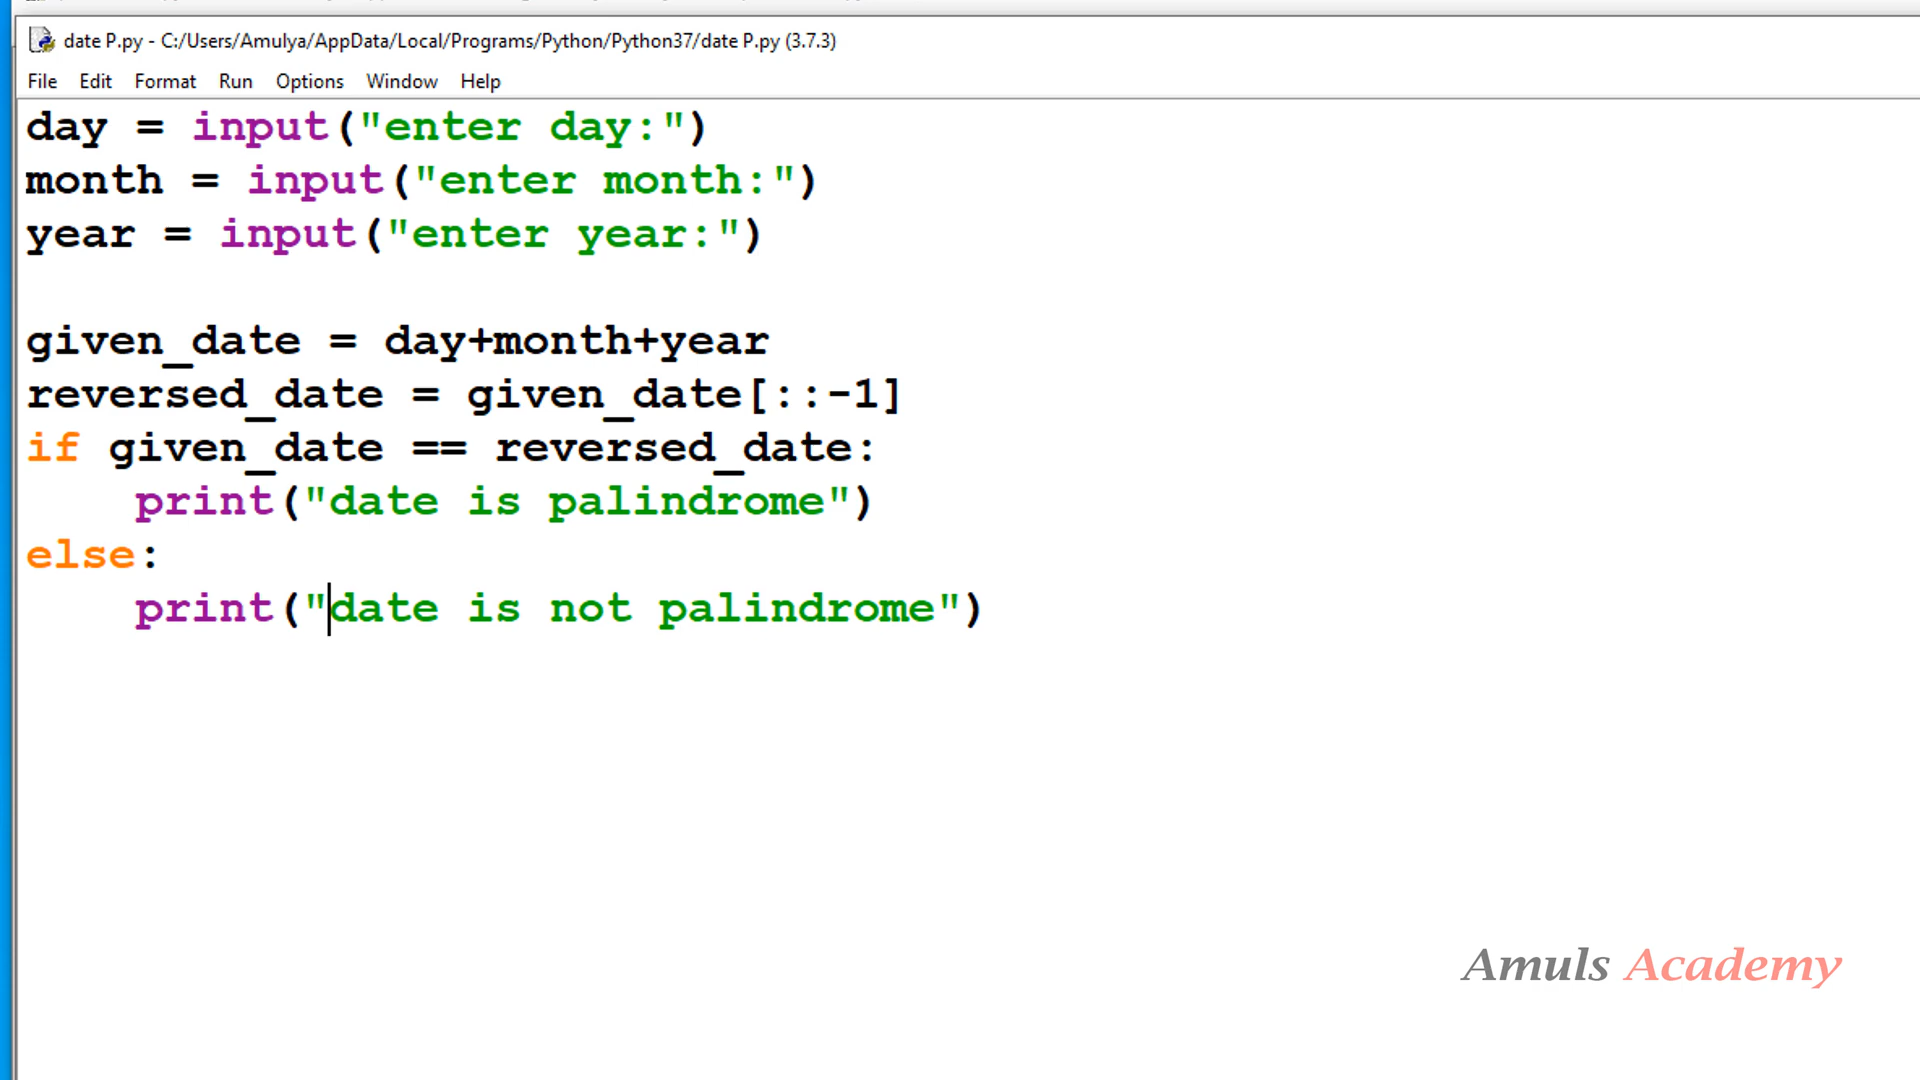 date P.py - C:/Users/Amulya/AppData/Local/Programs/Python/Python37/date P.py (3.7.3)
File Edit Format Run Options Window Help
day = input("enter day:")
month = input("enter month:")
year = input("enter year:")
given_date = day+month+year
reversed_date = given_date[::-1]
if given_date == reversed_date:
    print("date is palindrome")
else:
    print("date is not palindrome")
Amuls Academy